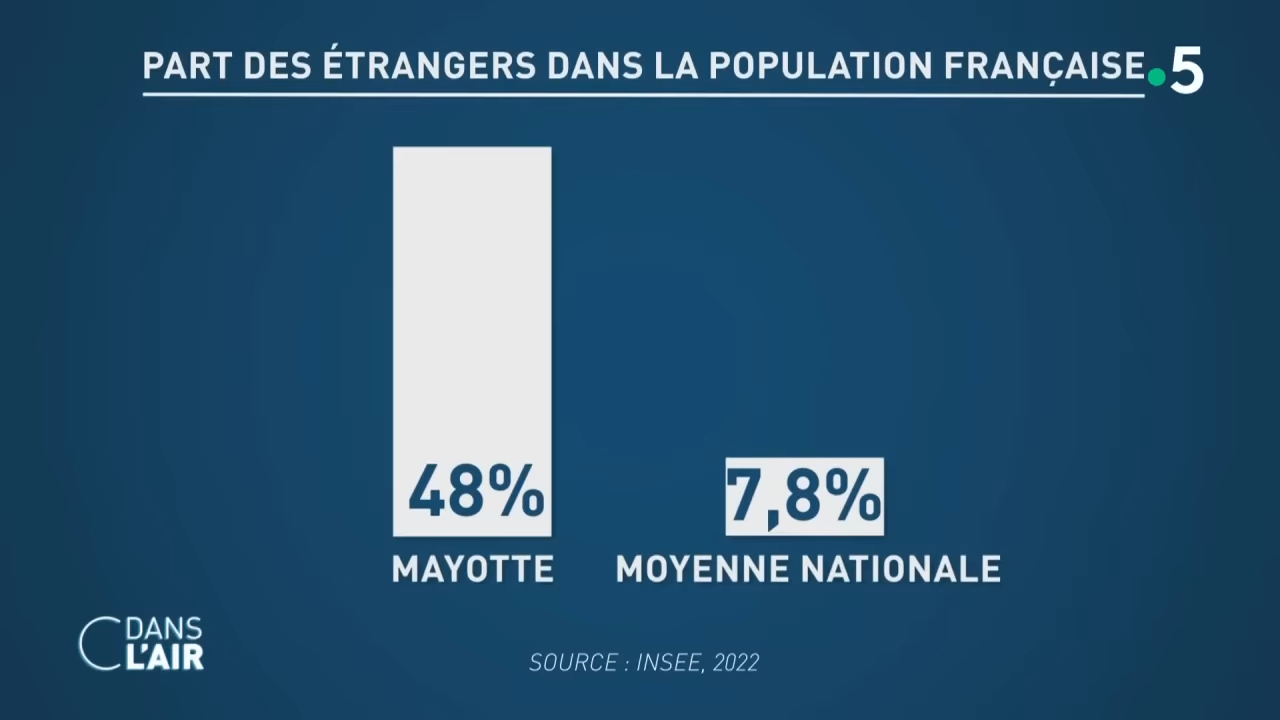 PART DES ÉTRANGERS DANS LA POPULATION FRANÇAISE
.5
48%
7,8%
MAYOTTE
MOYENNE NATIONALE
C DANS
L'AIR
SOURCE : INSEE, 2022